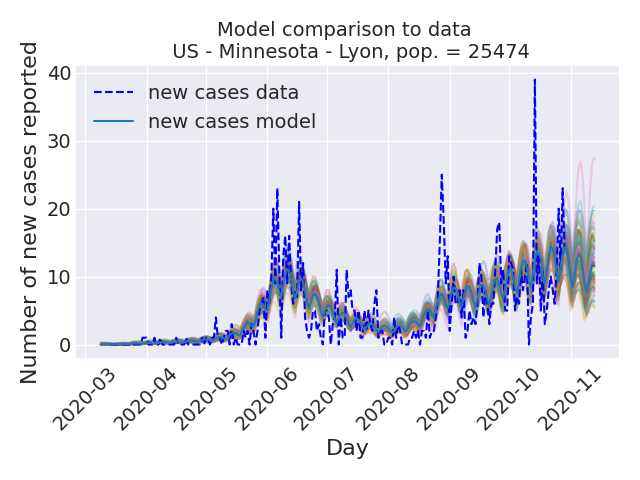 Model comparison to data
US - Minnesota - Lyon, pop. = 25474
Number of new cases reported
40
30
20
10
0
new cases data
new cases model
2020-03
2020-04
2020-05
2020-06
2020-07
2020-08
2020-09
2020-10
2020-11
Day